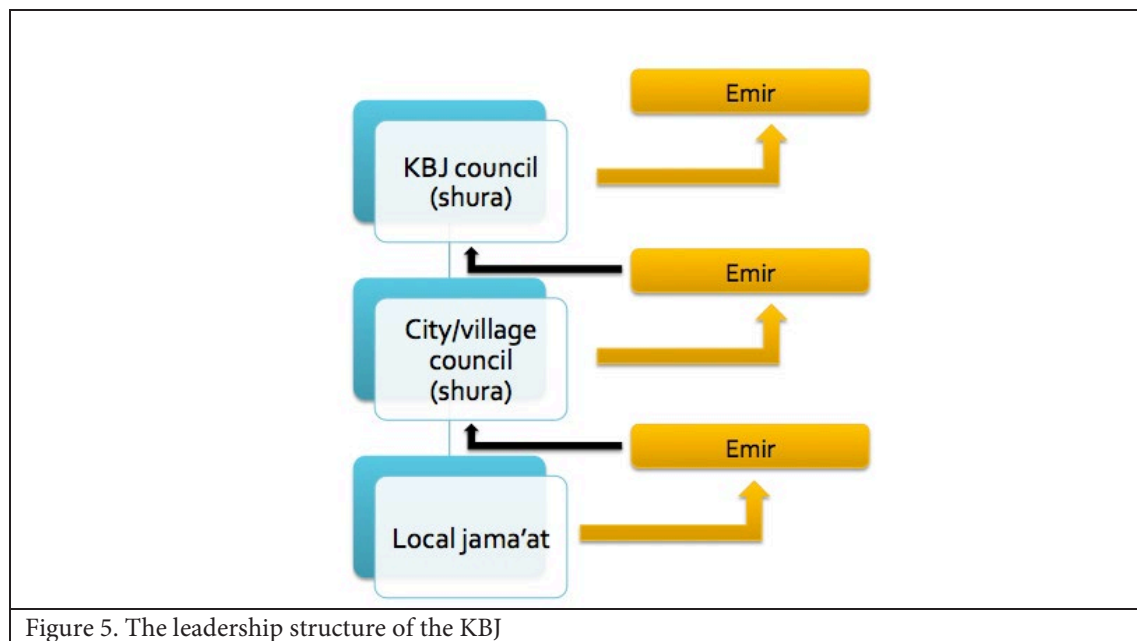 Emir
KBJ council
(shura)
Emir
City/village
council
(shura)
Emir
Local jama’at
Figure 5. The leadership structure of the KBJ